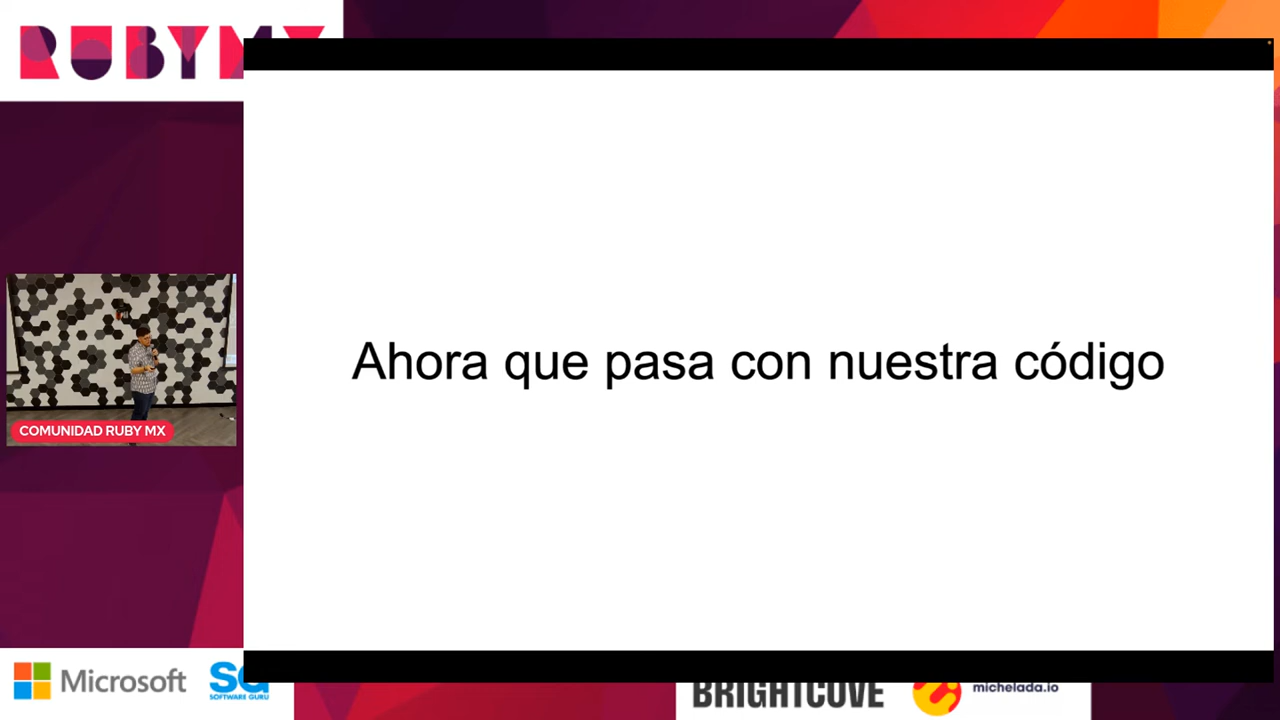 RUBYMX
Ahora que pasa con nuestra código
COMUNIDAD RUBY MX
Microsoft
SG
SOFTWARE GURU
BRIGHTCOVE
michelada.io